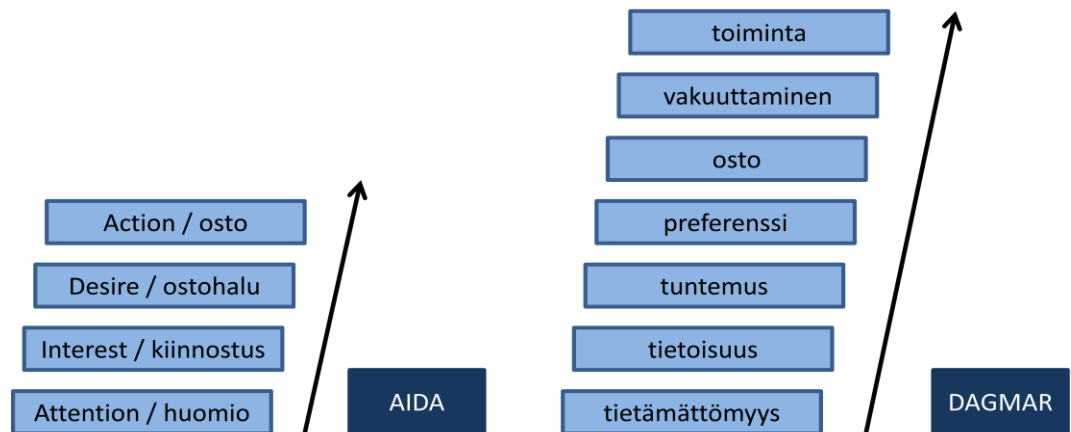 Action / osto
Desire / ostohalu
Interest / kiinnostus
Attention / huomio
AIDA
toiminta
vakuuttaminen
osto
preferenssi
tuntemus
tietoisuus
tietämättömyys
DAGMAR